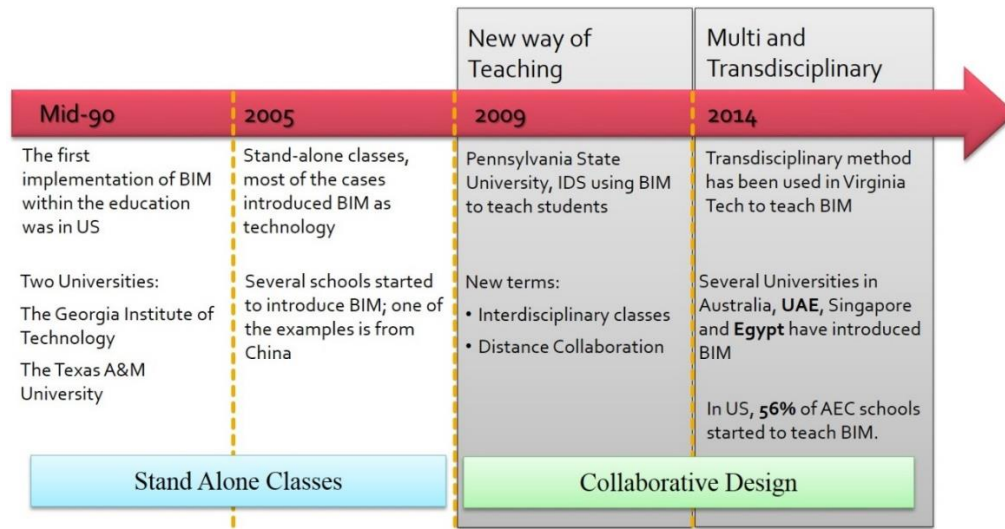 New way of
Teaching
Multi and
Transdisciplinary
Mid-90
2005
2009
2014
The first
implementation of BIM
within the education
was in US
Two Universities:
The Georgia Institute of
Technology
The Texas A&M
University
Stand-alone classes,
most of the cases
introduced BIM as
technology
Several schools started
to introduce BIM; one of
the examples is from
China
Pennsylvania State
University, IDS using BIM
to teach students
New terms:
• Interdisciplinary classes
• Distance Collaboration
Transdisciplinary method
has been used in Virginia
Tech to teach BIM
Several Universities in
Australia, UAE, Singapore
and Egypt have introduced
BIM
In US, 56% of AEC schools
started to teach BIM.
Stand Alone Classes
Collaborative Design